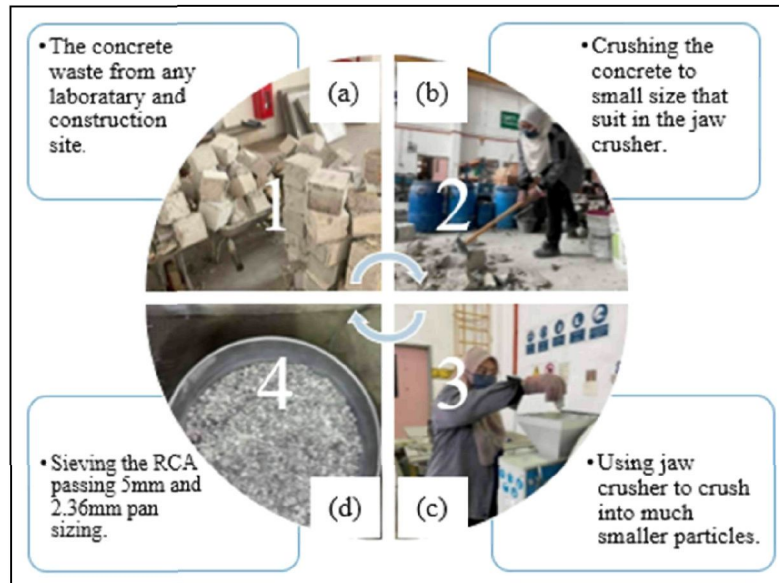 • The concrete
waste from any
laboratary and
construction
site.
(a)
1
(b)
2
• Crushing the
concrete to
small size that
suit in the jaw
crusher.
4
(d)
• Sieving the RCA
passing 5mm and
2.36mm pan
sizing.
3
(c)
• Using jaw
crusher to crush
into much
smaller particles.